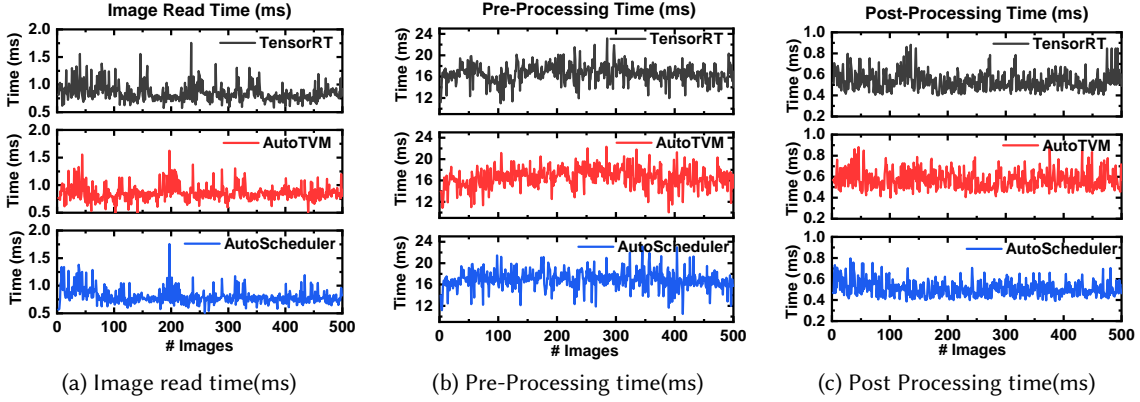 Image Read Time (ms)
2.0
1.5
1.0
0.5
Time (ms)
TensorRT
2.0
1.5
1.0
0.5
Time (ms)
AutoTVM
2.0
1.5
1.0
0.5
Time (ms)
AutoScheduler
0 100 200 300 400 500
# Images
(a) Image read time(ms)
Pre-Processing Time (ms)
24
20
16
12
Time (ms)
TensorRT
24
20
16
12
Time (ms)
AutoTVM
24
20
16
12
Time (ms)
AutoScheduler
0 100 200 300 400 500
# Images
(b) Pre-Processing time(ms)
Post-Processing Time (ms)
1.0
0.8
0.6
0.4
0.2
Time (ms)
TensorRT
1.0
0.8
0.6
0.4
0.2
Time (ms)
AutoTVM
1.0
0.8
0.6
0.4
0.2
Time (ms)
AutoScheduler
0 100 200 300 400 500
# Images
(c) Post Processing time(ms)